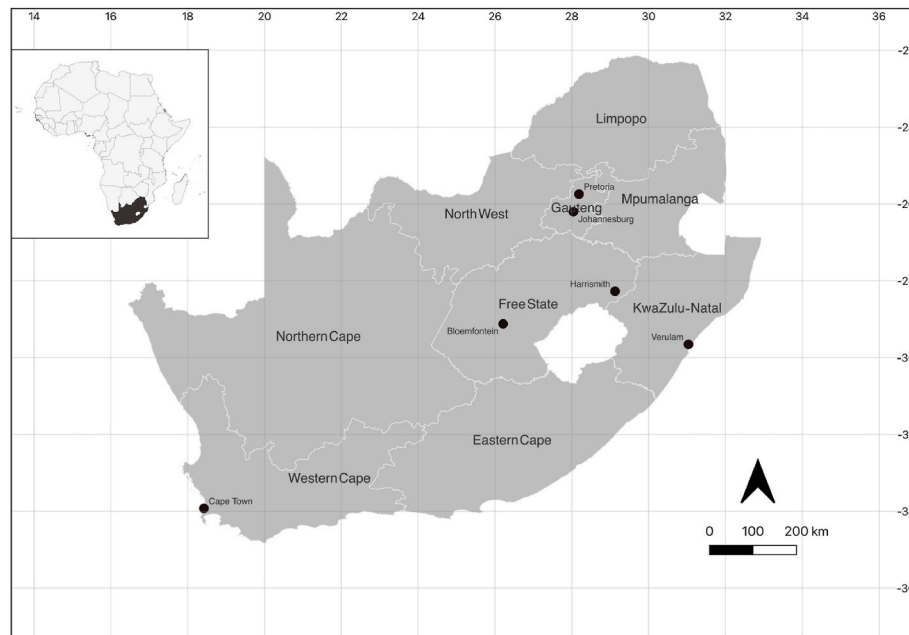 14 16 18 20 22 24 26 28 30 32 34 36
Limpopo
Pretoria
North West
Gauteng
Mpumalanga
Johannesburg
Harrismith
Free State
KwaZulu-Natal
Bloemfontein
Northern Cape
Verulam
Eastern Cape
Western Cape
Cape Town
0 100 200 km